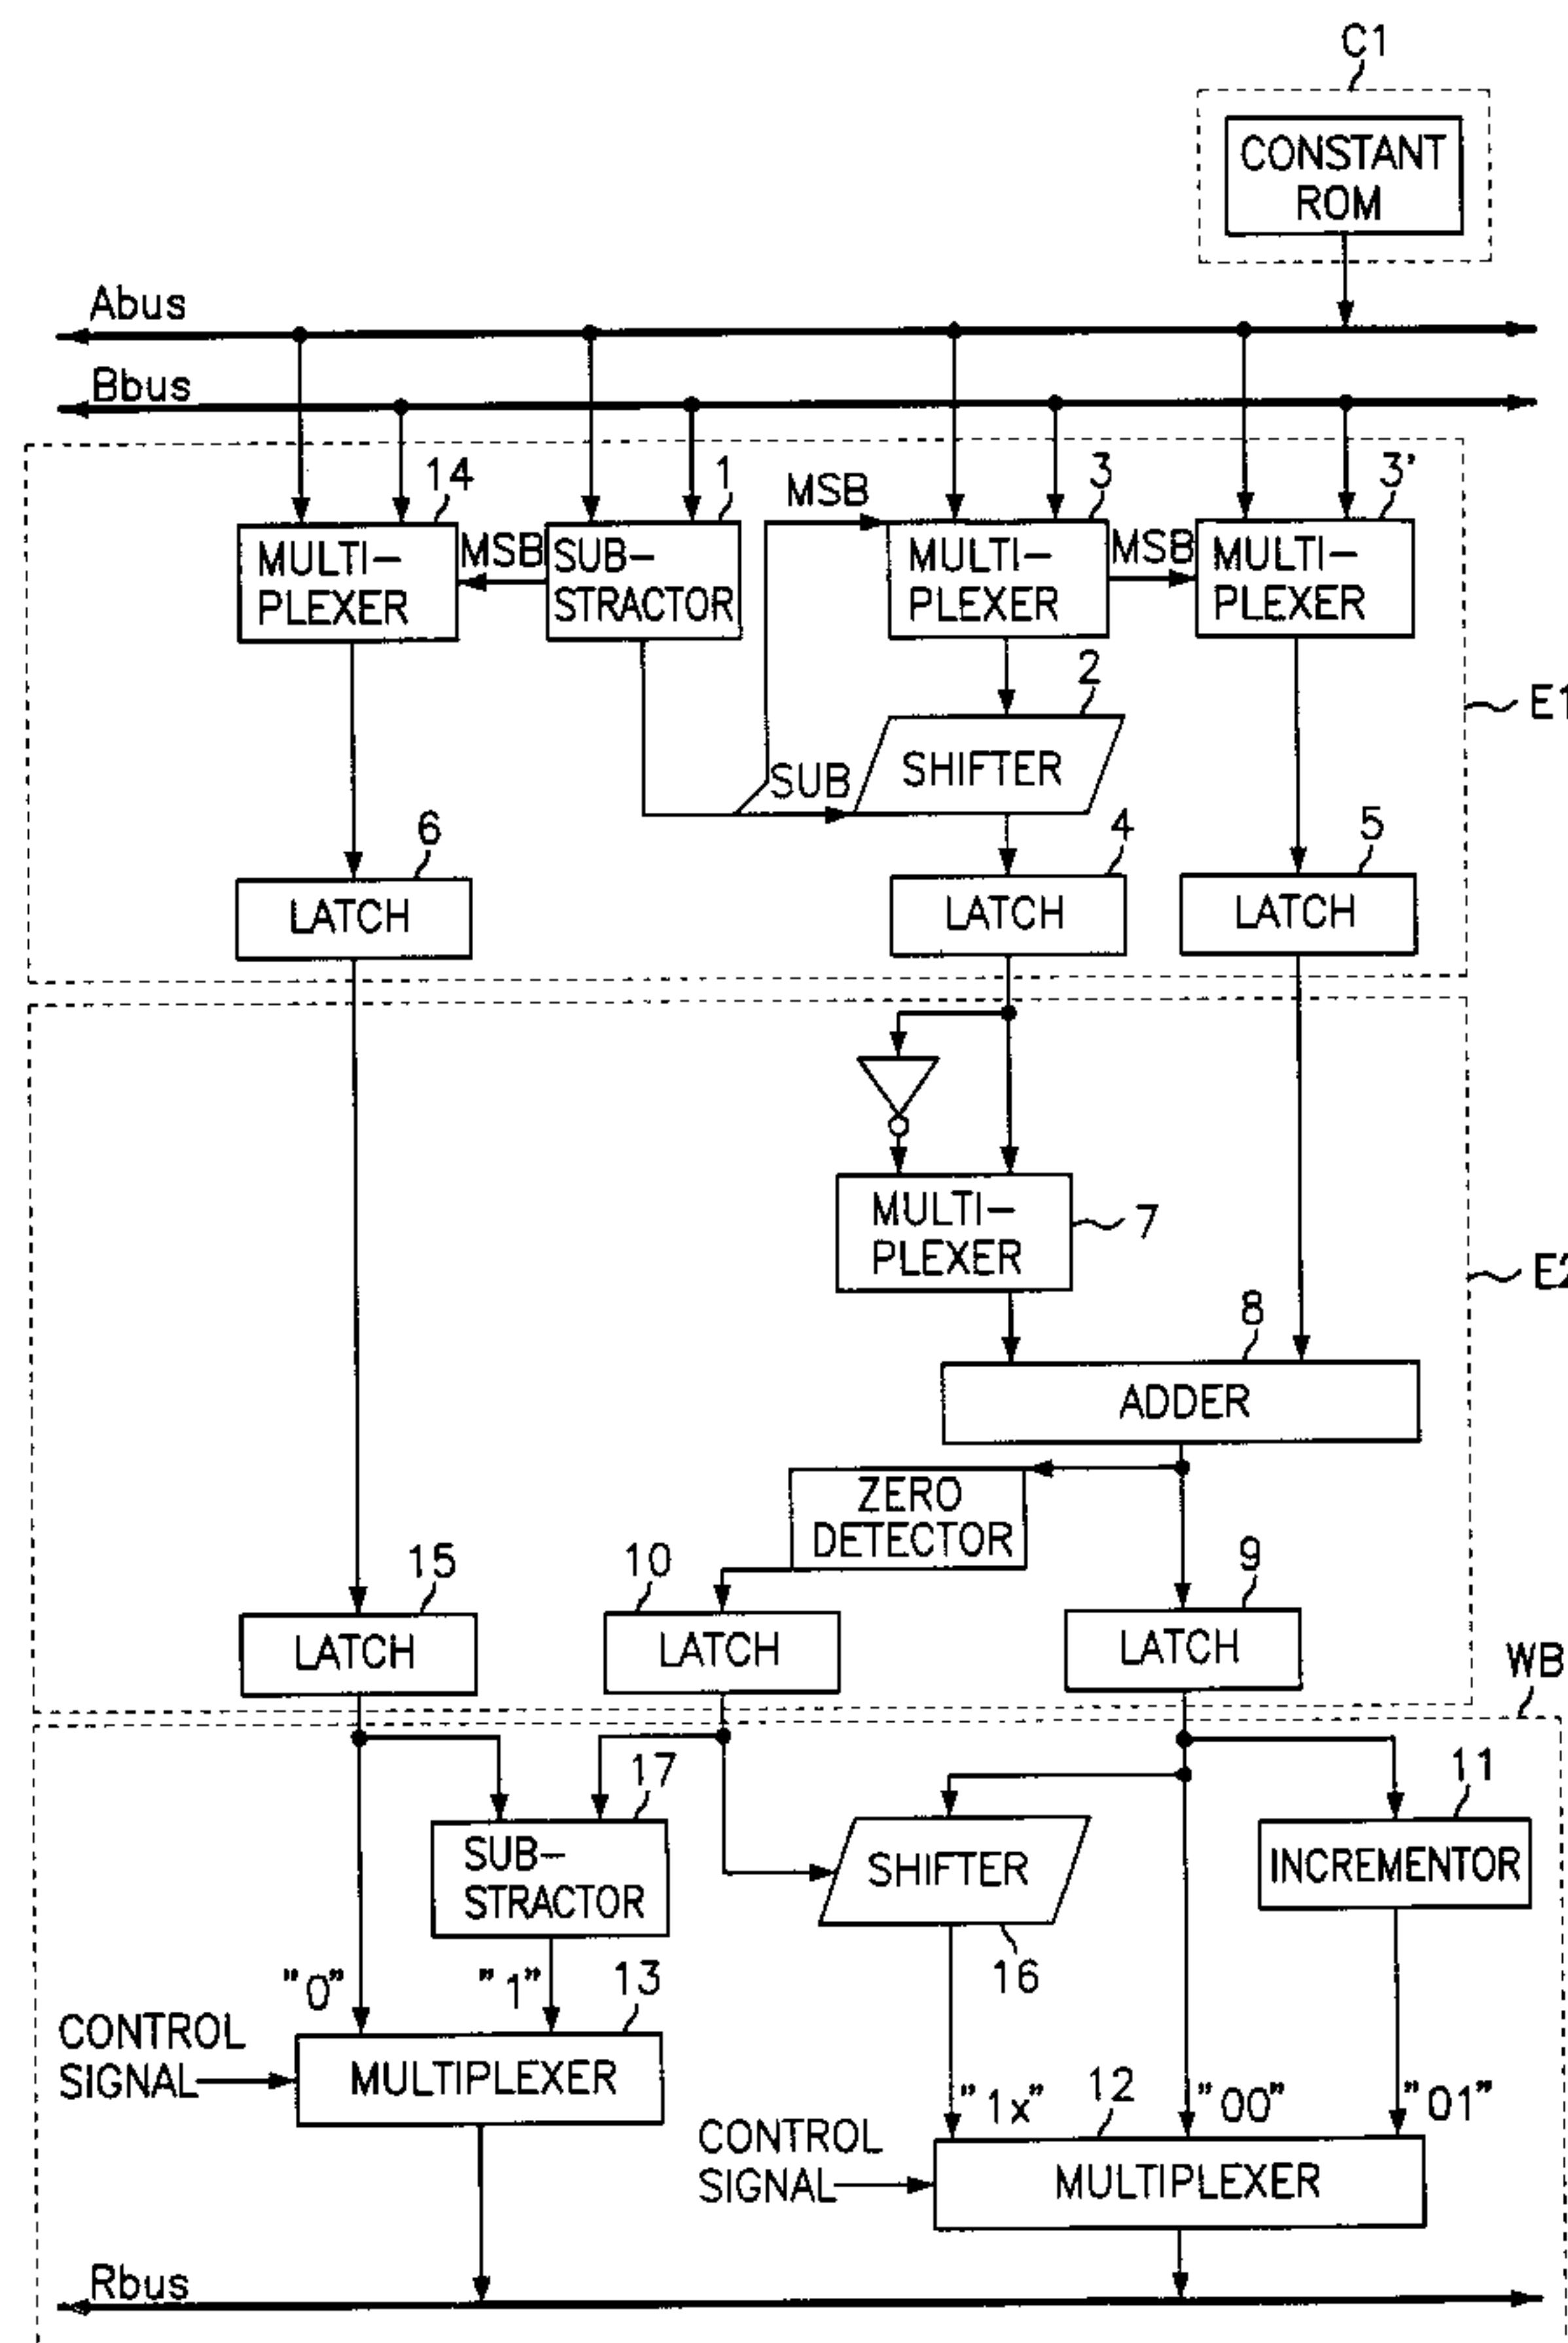 C1
CONSTANT
ROM
Abus
Bbus
14
1
3
3'
MSB
MULTI-
PLEXER
MSB
SUB-
STRACTOR
MULTI-
PLEXER
MSB
MULTI-
PLEXER
2
E1
SUB
SHIFTER
6
4
5
LATCH
LATCH
LATCH
MULTI-
PLEXER
7
E2
8
ADDER
ZERO
DETECTOR
15
10
9
LATCH
LATCH
LATCH
WB
17
11
SUB-
STRACTOR
SHIFTER
INCREMENTOR
16
"0"
"1"
13
CONTROL
SIGNAL
MULTIPLEXER
"1x"
12
"00"
"01"
CONTROL
SIGNAL
MULTIPLEXER
Rbus